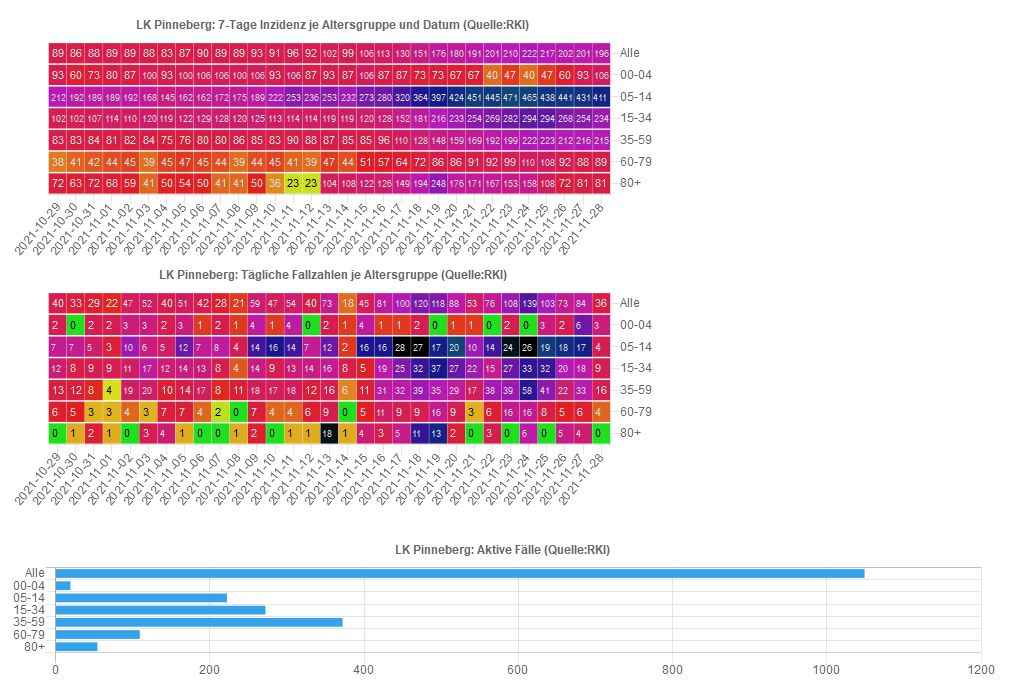 LK Pinneberg: 7-Tage Inzidenz je Altersgruppe und Datum (Quelle:RKI)
89 86 88 89 89 88 83 87 90 89 89 93 91 96 92 102 99 106 113 130 151 176 180 191 201 210 222 217 202 201 196 Alle
93 60 73 80 87 100 93 100 106 106 100 106 93 106 87 93 87 106 87 87 73 73 67 67 40 47 40 47 60 93 106 00-04
212 192 189 189 192 168 145 162 162 172 175 189 222 253 236 253 232 273 280 320 364 397 424 451 445 471 465 438 441 431 411 05-14
102 102 107 114 110 120 119 122 129 128 120 125 113 114 114 119 119 120 128 152 181 216 233 254 269 282 294 294 268 254 234 15-34
83 83 84 81 82 84 75 76 80 80 86 85 83 90 88 87 85 85 96 110 128 148 159 169 192 199 222 223 212 216 215 35-59
38 41 42 44 45 39 45 47 45 44 39 44 45 41 39 47 44 51 57 64 72 86 86 91 92 99 110 108 92 88 89 60-79
72 63 72 68 59 41 50 54 50 41 41 50 36 23 23 104 108 122 126 149 194 248 176 171 167 153 158 108 72 81 81 80+
2021-10-29 2021-10-30 2021-10-31 2021-11-01 2021-11-02 2021-11-03 2021-11-04 2021-11-05 2021-11-06 2021-11-07 2021-11-08 2021-11-09 2021-11-10 2021-11-11 2021-11-12 2021-11-13 2021-11-14 2021-11-15 2021-11-16 2021-11-17 2021-11-18 2021-11-19 2021-11-20 2021-11-21 2021-11-22 2021-11-23 2021-11-24 2021-11-25 2021-11-26 2021-11-27 2021-11-28
LK Pinneberg: Tägliche Fallzahlen je Altersgruppe (Quelle:RKI)
40 33 29 22 47 52 40 51 42 28 21 59 47 54 40 73 18 45 81 100 120 118 88 53 76 108 139 103 73 84 36 Alle
2 0 2 2 3 3 2 3 1 2 1 4 1 4 0 2 1 4 1 1 2 0 1 1 0 2 0 3 2 6 3 00-04
7 7 5 3 10 6 5 12 7 8 4 14 16 14 7 12 2 16 16 28 27 17 20 10 14 24 26 19 18 17 4 05-14
12 8 9 9 11 17 12 14 13 8 4 14 9 13 14 16 8 5 19 25 32 37 27 22 15 27 33 32 20 18 9 15-34
13 12 8 4 19 20 10 14 17 8 11 18 17 18 12 16 6 11 31 32 39 35 29 17 38 39 58 41 22 33 16 35-59
6 5 3 3 4 3 7 7 4 2 0 7 4 4 6 9 0 5 11 9 9 16 9 3 6 16 16 8 5 6 4 60-79
0 1 2 1 0 3 4 1 0 0 1 2 0 1 1 18 1 4 3 5 11 13 2 0 3 0 6 0 5 4 0 80+
2021-10-29 2021-10-30 2021-10-31 2021-11-01 2021-11-02 2021-11-03 2021-11-04 2021-11-05 2021-11-06 2021-11-07 2021-11-08 2021-11-09 2021-11-10 2021-11-11 2021-11-12 2021-11-13 2021-11-14 2021-11-15 2021-11-16 2021-11-17 2021-11-18 2021-11-19 2021-11-20 2021-11-21 2021-11-22 2021-11-23 2021-11-24 2021-11-25 2021-11-26 2021-11-27 2021-11-28
LK Pinneberg: Aktive Fälle (Quelle:RKI)
Alle
00-04
05-14
15-34
35-59
60-79
80+
0 200 400 600 800 1000 1200